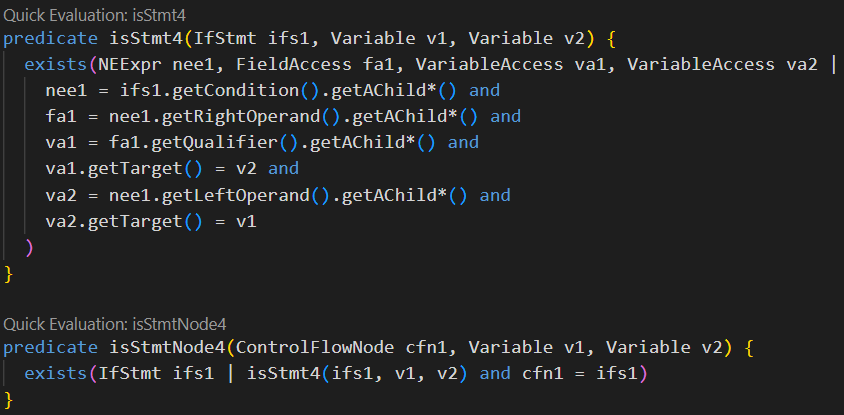 Quick Evaluation: isStmt4
predicate isStmt4(IfStmt ifs1, Variable v1, Variable v2) {
  exists(NEExpr nee1, FieldAccess fa1, VariableAccess va1, VariableAccess va2 |
    nee1 = ifs1.getCondition().getAChild*() and
    fa1 = nee1.getRightOperand().getAChild*() and
    va1 = fa1.getQualifier().getAChild*() and
    va1.getTarget() = v2 and
    va2 = nee1.getLeftOperand().getAChild*() and
    va2.getTarget() = v1
  )
}
Quick Evaluation: isStmtNode4
predicate isStmtNode4(ControlFlowNode cfn1, Variable v1, Variable v2) {
  exists(IfStmt ifs1 | isStmt4(ifs1, v1, v2) and cfn1 = ifs1)
}